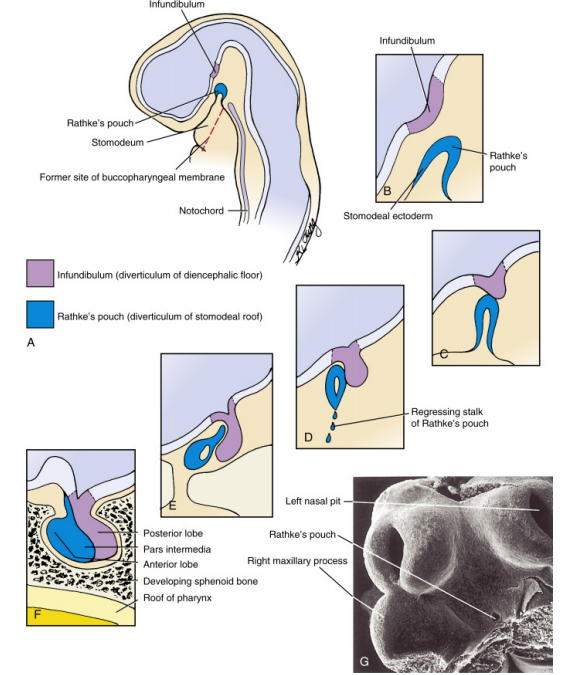 Infundibulum
Infundibulum
Rathke's pouch
Stomodeum
Former site of buccopharyngeal membrane
Notochord
Rathke's
pouch
B
Stomodeal ectoderm
Infundibulum (diverticulum of diencephalic floor)
Rathke's pouch (diverticulum of stomodeal roof)
A
C
D
Regressing stalk
of Rathke's pouch
E
Posterior lobe
Pars intermedia
Anterior lobe
Developing sphenoid bone
Roof of pharynx
F
Left nasal pit
Rathke's pouch
Right maxillary process
G